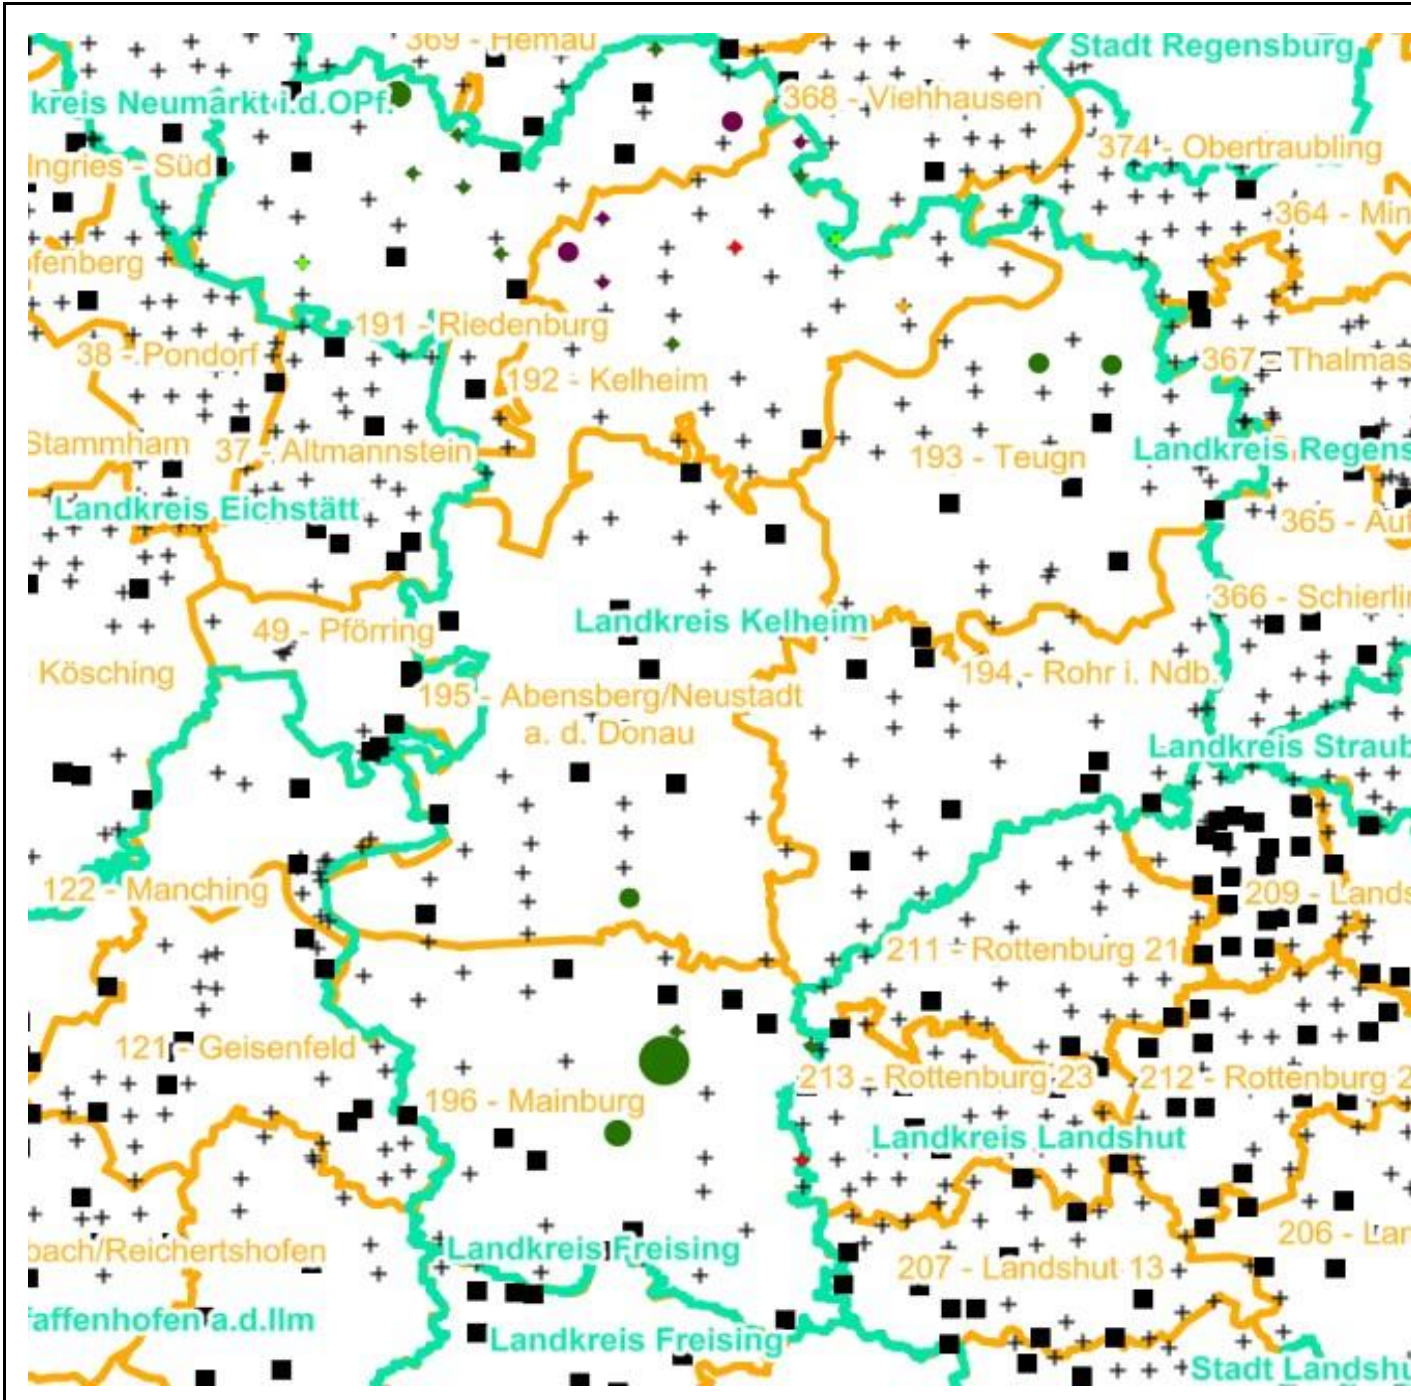 369 - Hemau
Stadt Regensburg
kreis Neumarkt i.d.OPf.
368 - Viehhausen
374 - Obertraubling
Ingries - Süd
364 - Min
ofenberg
191 - Riedenburg
38 - Pondorf
367 - Thalmas
192 - Kelheim
Stammham
37 - Altmannstein
193 - Teugn
Landkreis Regens
Landkreis Eichstätt
365 - Auf
366 - Schierlin
49 - Pförring
Landkreis Kelheim
Kösching
194 - Rohr i. Ndb.
195 - Abensberg/Neustadt
a. d. Donau
Landkreis Straub
122 - Manching
209 - Lands
211 - Rottenburg 21
121 - Geisenfeld
213 - Rottenburg 23
212 - Rottenburg 2
196 - Mainburg
Landkreis Landshut
bach/Reichertshofen
Landkreis Freising
206 - Lan
207 - Landshut 13
faffenhofen a.d.Ilm
Landkreis Freising
Stadt Landshu